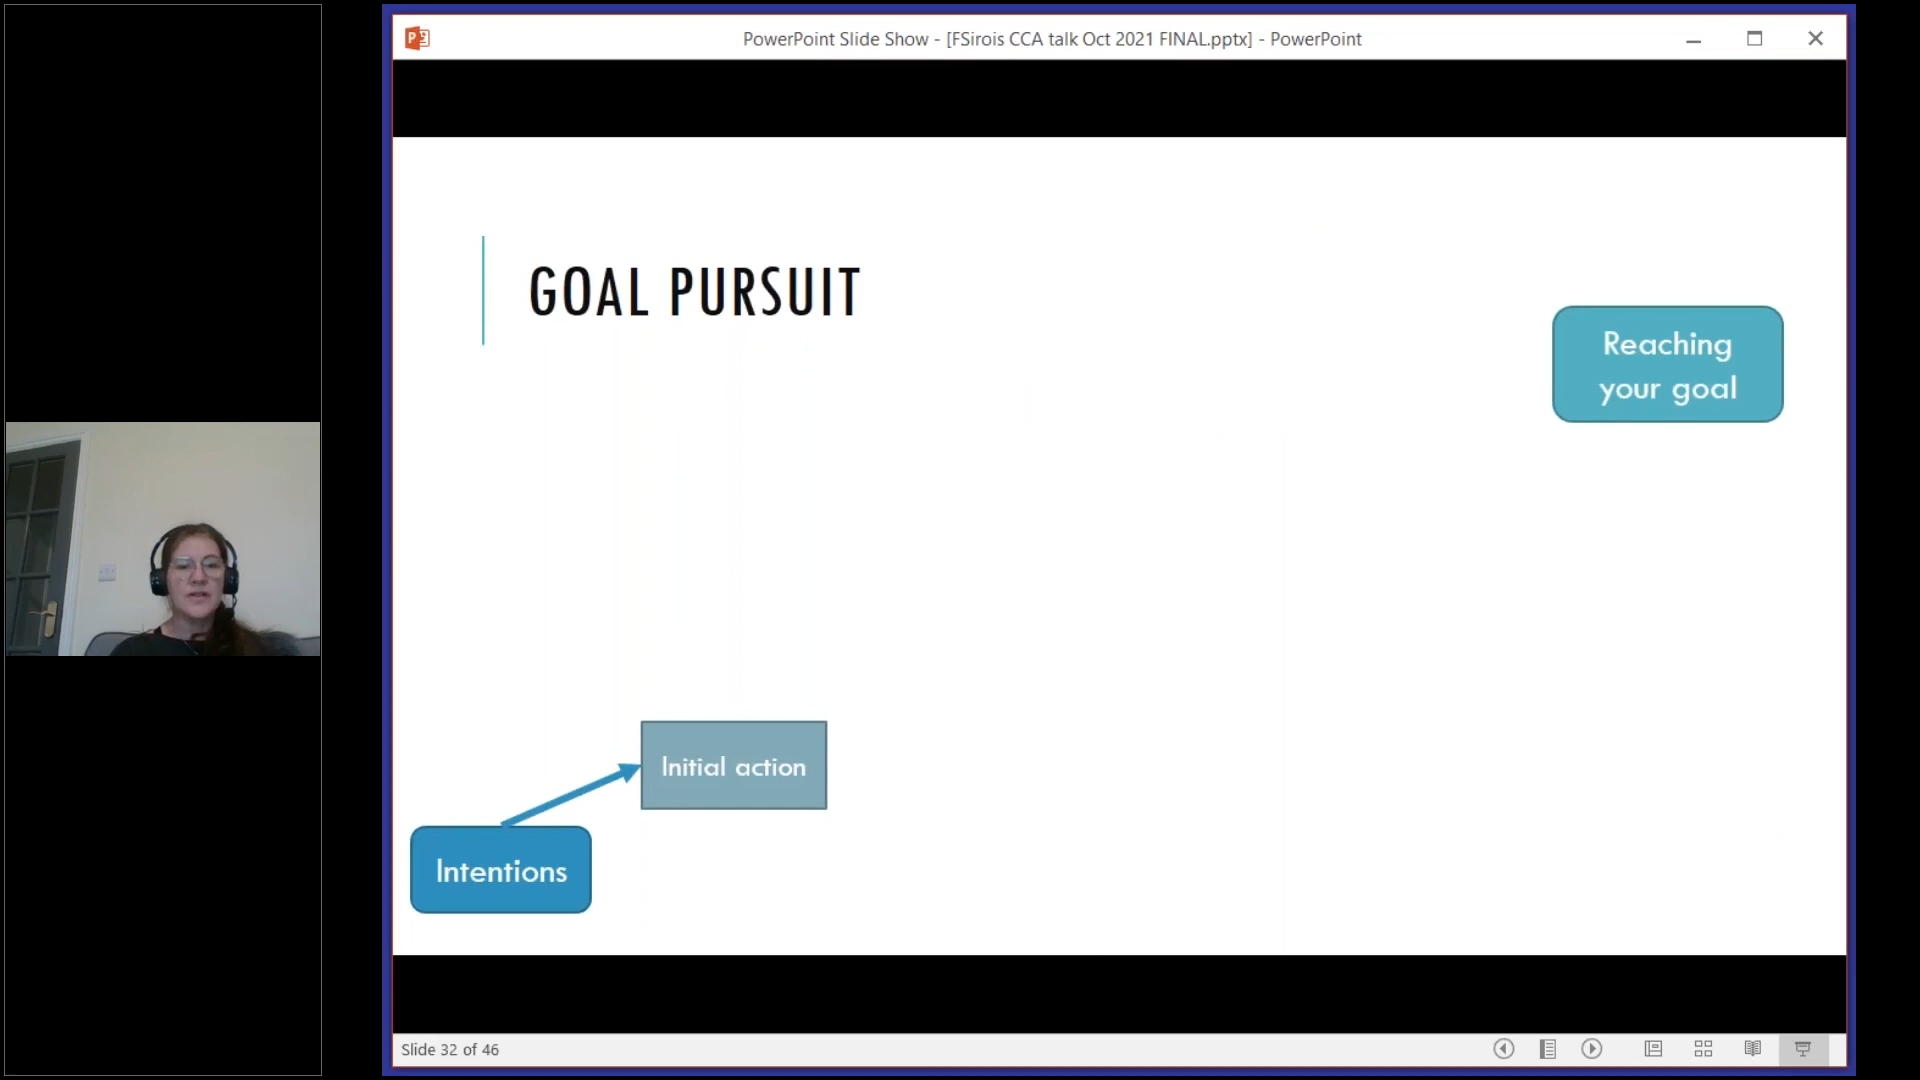 PowerPoint Slide Show - [FSirois CCA talk Oct 2021 FINAL.pptx] - PowerPoint
GOAL PURSUIT
Reaching
your goal
Initial action
Intentions
Slide 32 of 46